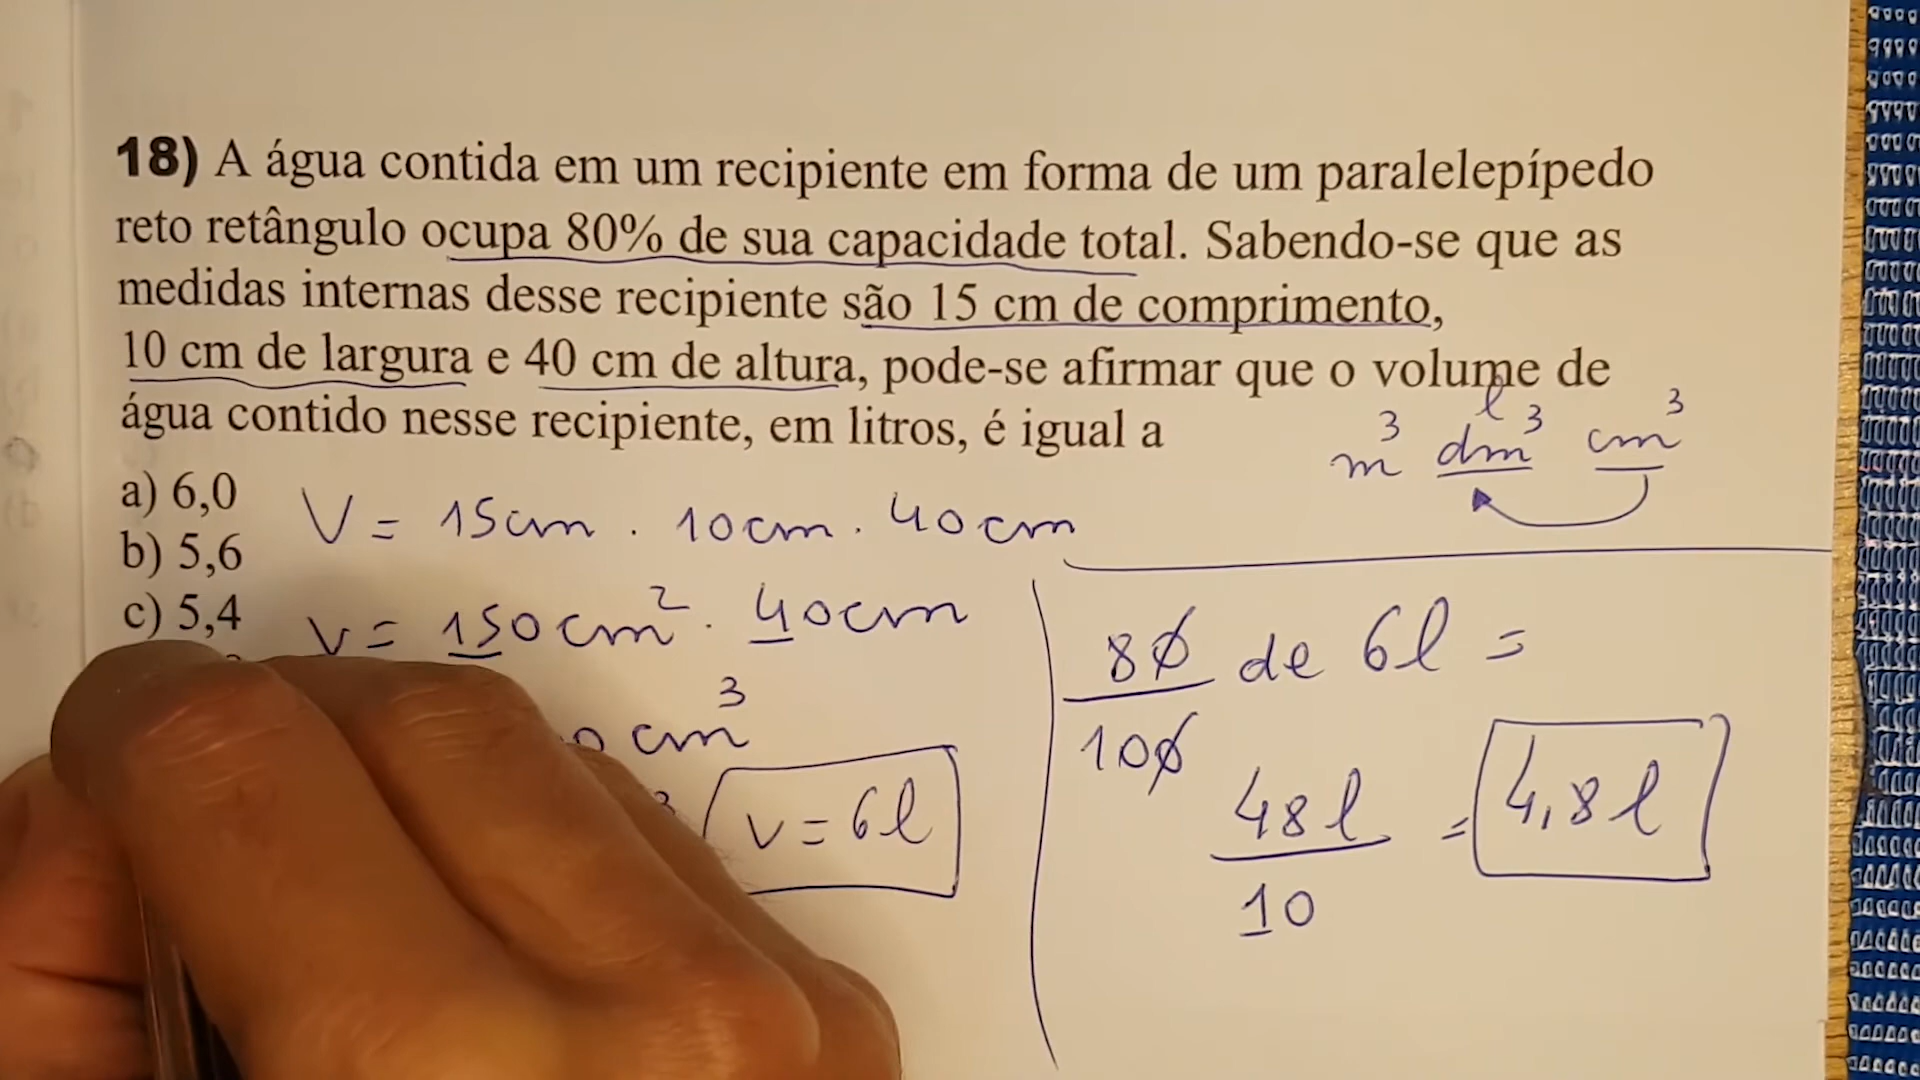 18) A água contida em um recipiente em forma de um paralelepípedo
reto retângulo ocupa 80% de sua capacidade total. Sabendo-se que as
medidas internas desse recipiente são 15 cm de comprimento,
10 cm de largura e 40 cm de altura, pode-se afirmar que o volume de
água contido nesse recipiente, em litros, é igual a
l
m³ dm³ cm³
a) 6,0
b) 5,6
c) 5,4
V = 15cm . 10cm . 40cm
V = 150cm² . 40cm
cm³
V = 6l
80
100
de 6l =
48l
10
= 4,8l